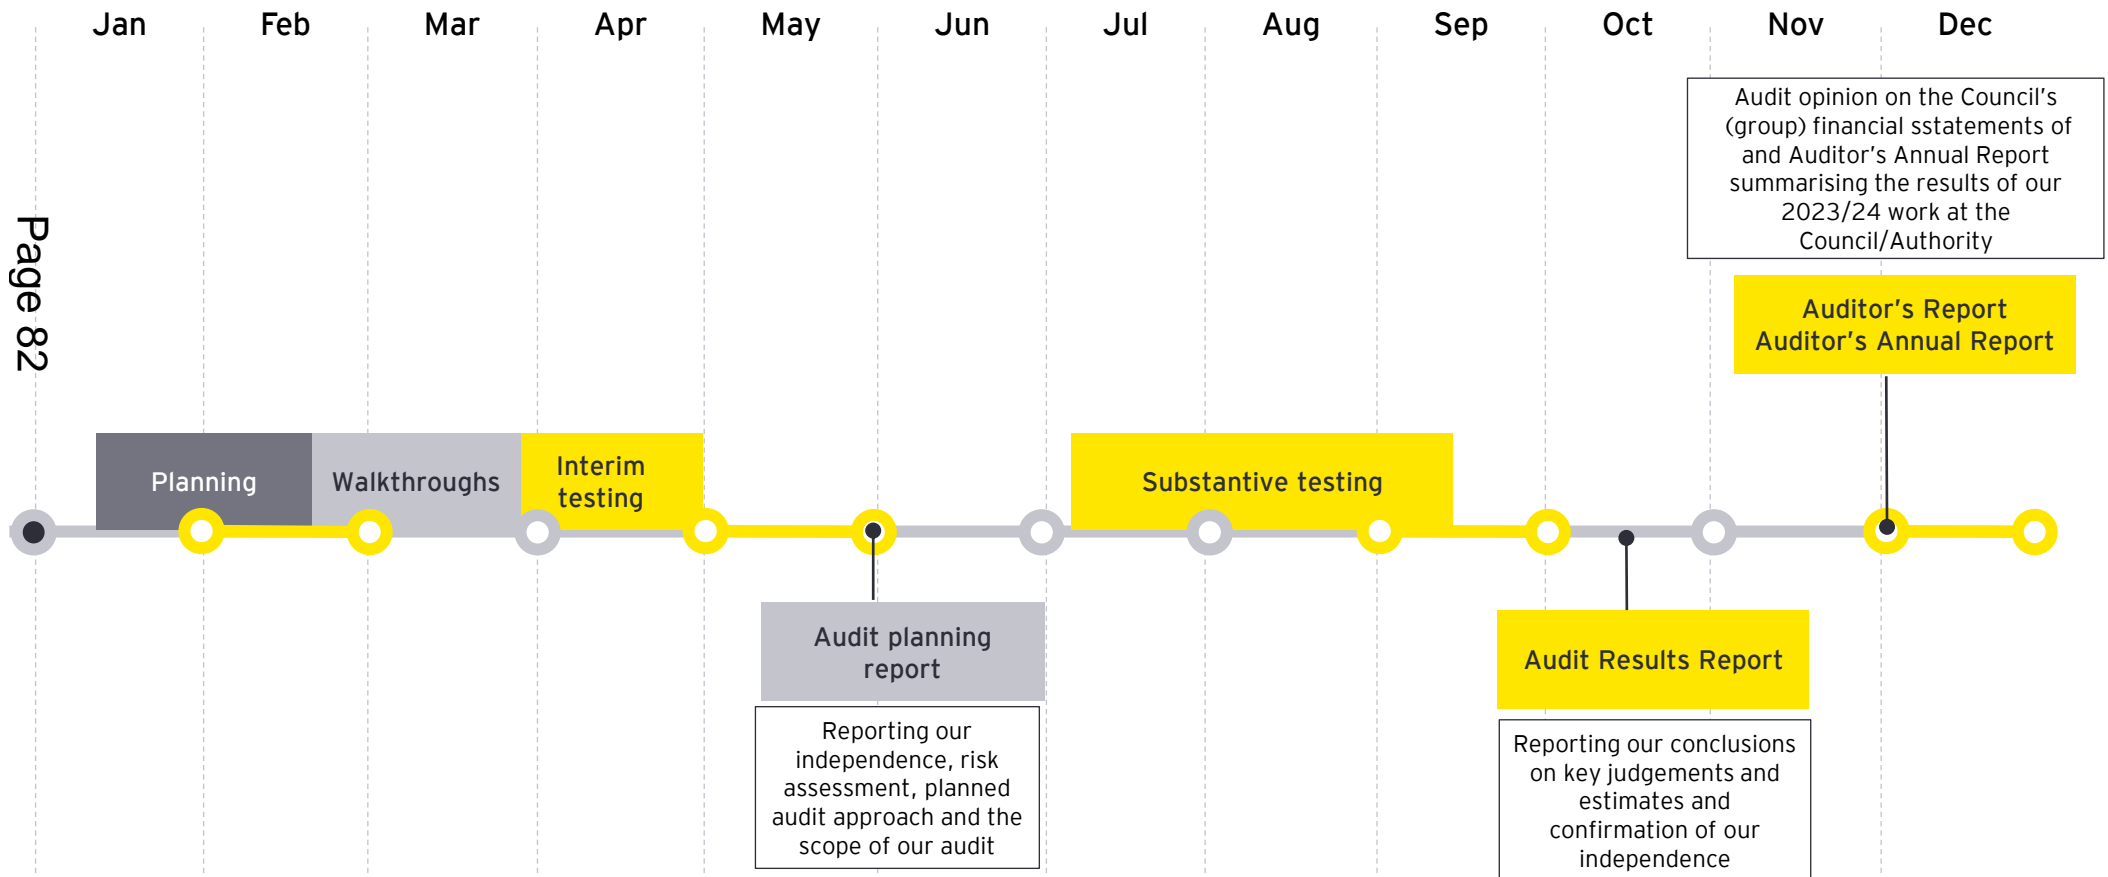 Jan Feb Mar Apr May Jun Jul Aug Sep Oct Nov Dec
Audit opinion on the Council's
(group) financial sstatements of
and Auditor's Annual Report
summarising the results of our
2023/24 work at the
Council/Authority
Page 82
Auditor's Report
Auditor's Annual Report
Planning
Walkthroughs
Interim
testing
Substantive testing
Audit planning
report
Reporting our
independence, risk
assessment, planned
audit approach and the
scope of our audit
Audit Results Report
Reporting our conclusions
on key judgements and
estimates and
confirmation of our
independence